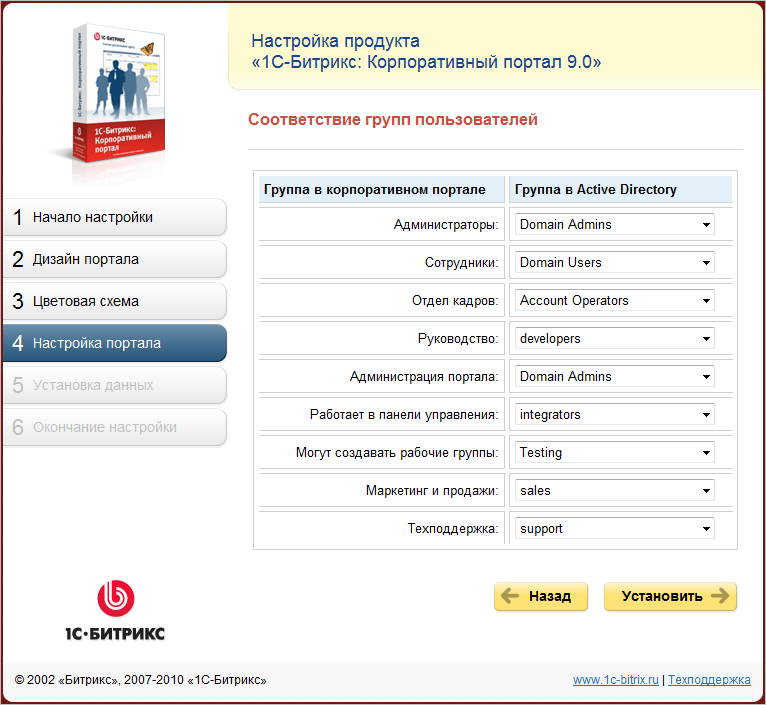 1С·БИТРИКС
1С-Битрикс:
Корпоративный
портал
Настройка продукта
«1С-Битрикс: Корпоративный портал 9.0»
Соответствие групп пользователей
1 Начало настройки
2 Дизайн портала
3 Цветовая схема
4 Настройка портала
5 Установка данных
6 Окончание настройки
Группа в корпоративном портале Группа в Active Directory
Администраторы: Domain Admins
Сотрудники: Domain Users
Отдел кадров: Account Operators
Руководство: developers
Администрация портала: Domain Admins
Работает в панели управления: integrators
Могут создавать рабочие группы: Testing
Маркетинг и продажи: sales
Техподдержка: support
Назад Установить
1С·БИТРИКС
© 2002 «Битрикс», 2007-2010 «1С-Битрикс» www.1c-bitrix.ru | Техподдержка